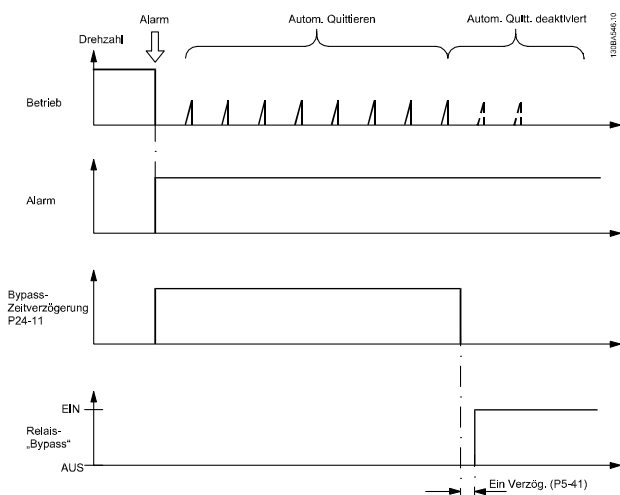 Alarm
Autom. Quittieren
Autom. Quitt. deaktiviert
130BA546.10
Drehzahl
Betrieb
Alarm
Bypass-
Zeitverzögerung
P24-11
EIN
Relais-
„Bypass“
AUS
Ein Verzög. (P5-41)